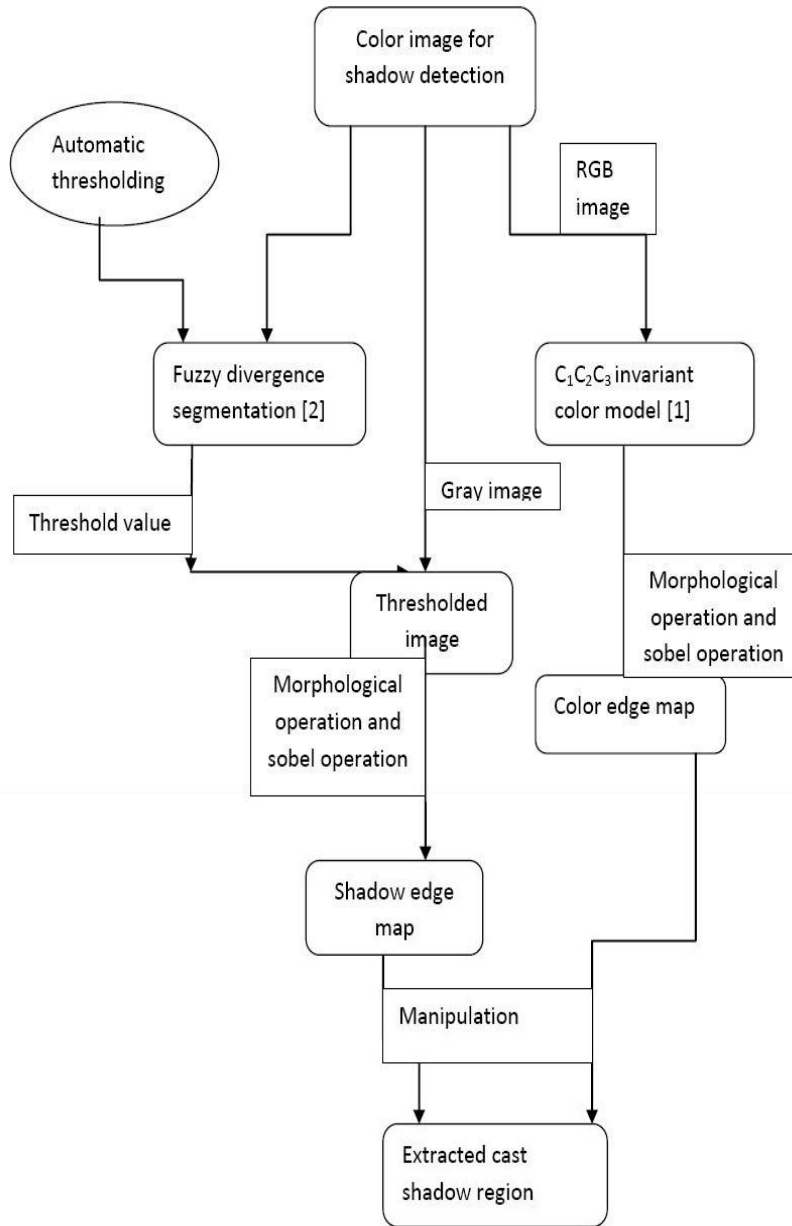 Color image for
shadow detection
Automatic
thresholding
RGB
image
Fuzzy divergence
segmentation [2]
C₁C₂C₃ invariant
color model [1]
Threshold value
Gray image
Thresholded
image
Morphological
operation and
sobel operation
Morphological
operation and
sobel operation
Color edge map
Shadow edge
map
Manipulation
Extracted cast
shadow region